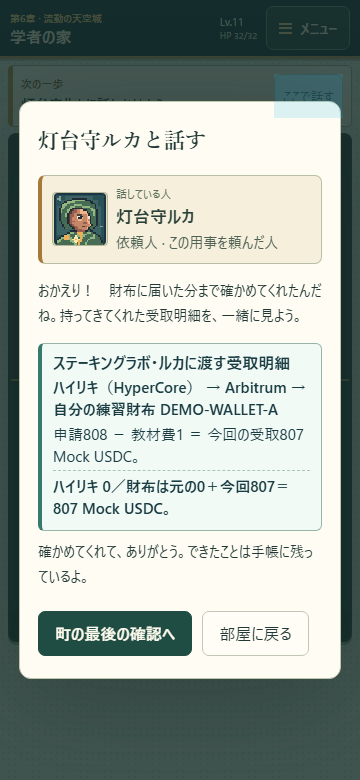 第6章・流動の天空城
学者の家
Lv.11
HP 32/32
メニュー
次の一歩
ここで話す
灯台守ルカと話す
話している人
灯台守ルカ
依頼人・この用事を頼んだ人
おかえり！　財布に届いた分まで確かめてくれたんだ
ね。持ってきてくれた受取明細を、一緒に見よう。
ステーキングラボ・ルカに渡す受取明細
ハイリキ（HyperCore） → Arbitrum →
自分の練習財布 DEMO-WALLET-A
申請808 − 教材費1 ＝ 今回の受取807
Mock USDC。
ハイリキ 0／財布は元の0＋今回807＝
807 Mock USDC。
確かめてくれて、ありがとう。できたことは手帳に残っ
ているよ。
町の最後の確認へ
部屋に戻る